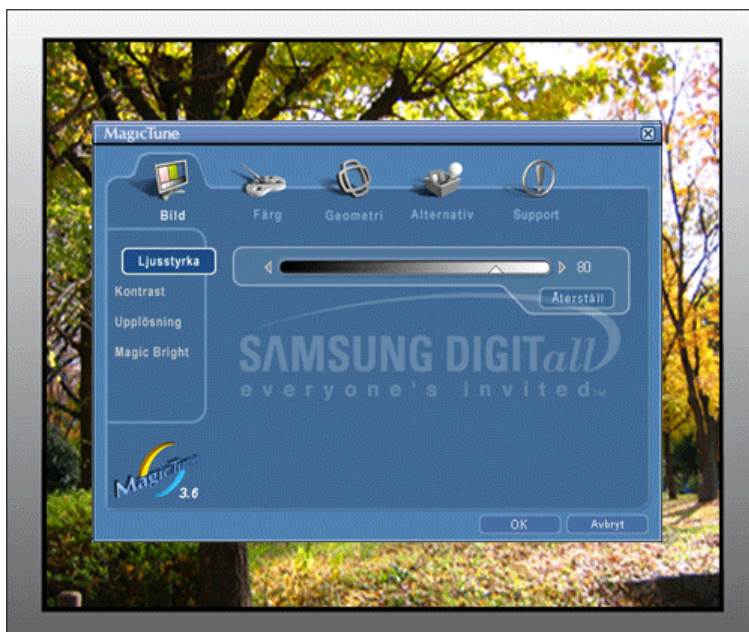 MagicTune
Bild
Färg
Geometri
Alternativ
Support
Ljusstyrka
80
Återställ
Kontrast
Upplösning
Magic Bright
SAMSUNG DIGITall
everyone's invited™
MagicTune
3.6
OK
Avbryt